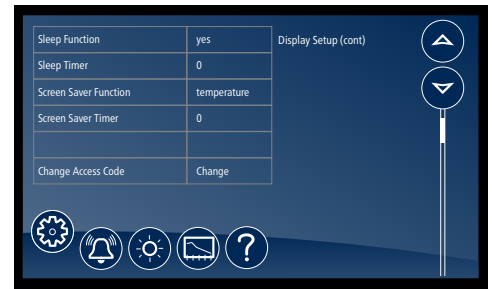 Sleep Function yes Display Setup (cont)
Sleep Timer 0
Screen Saver Function temperature
Screen Saver Timer 0
Change Access Code Change
?